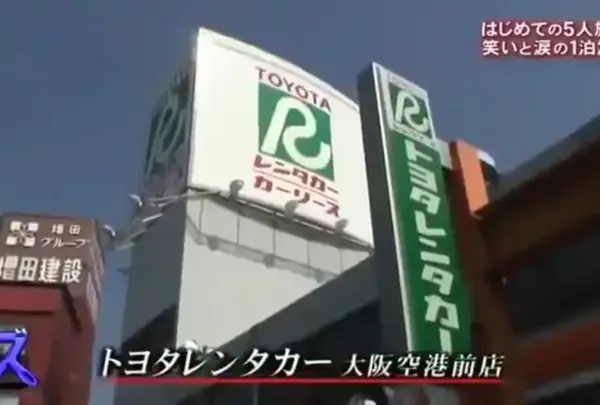 はじめての5人旅
笑いと涙の1泊2
TOYOTA
レンタカー
カーリース
トヨタレンタカー
増田
グループ
増田建設
ズ
トヨタレンタカー 大阪空港前店